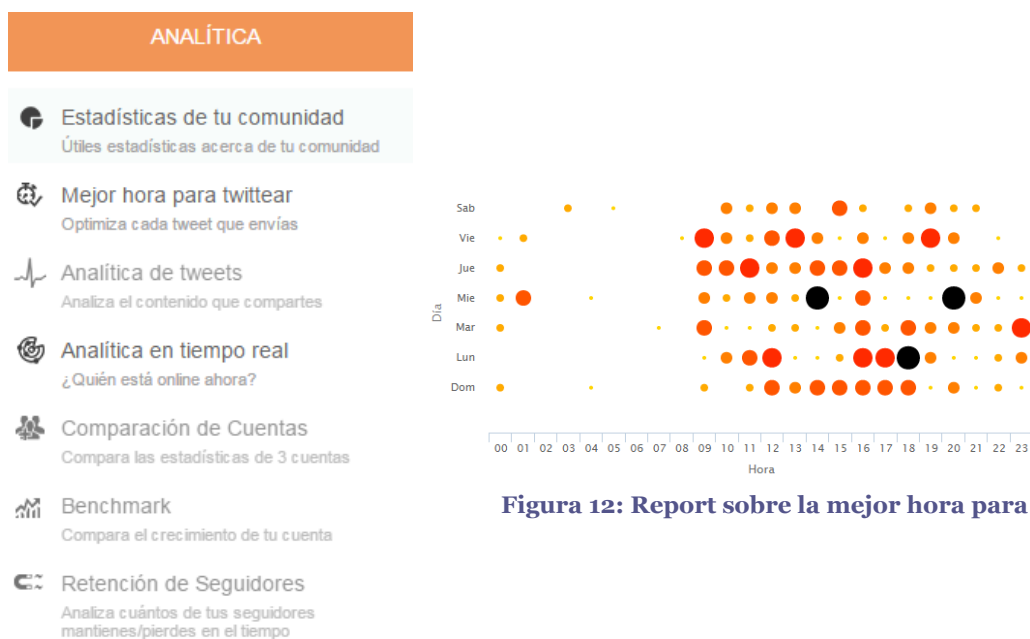 ANALÍTICA
Estadísticas de tu comunidad
Útiles estadísticas acerca de tu comunidad
Mejor hora para twittear
Optimiza cada tweet que envías
Analítica de tweets
Analiza el contenido que compartes
Analítica en tiempo real
¿Quién está online ahora?
Comparación de Cuentas
Compara las estadísticas de 3 cuentas
Benchmark
Compara el crecimiento de tu cuenta
Retención de Seguidores
Analiza cuántos de tus seguidores
mantienes/pierdes en el tiempo
Sab
Vie
Jue
Mie
Mar
Lun
Dom
Día
00 01 02 03 04 05 06 07 08 09 10 11 12 13 14 15 16 17 18 19 20 21 22 23
Hora
Figura 12: Report sobre la mejor hora para